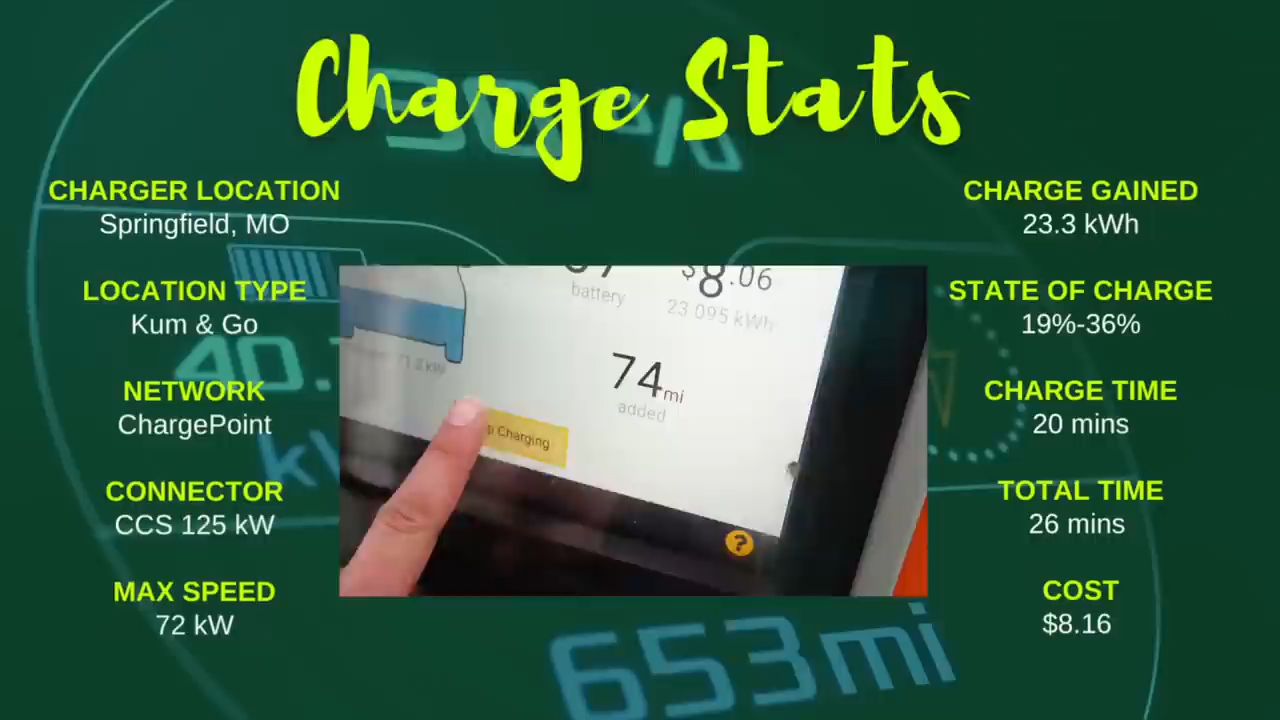 Charge Stats
CHARGER LOCATION
Springfield, MO
LOCATION TYPE
Kum & Go
NETWORK
ChargePoint
CONNECTOR
CCS 125 kW
MAX SPEED
72 kW
$8.06
battery
23.095 kWh
74mi
added
p Charging
?
CHARGE GAINED
23.3 kWh
STATE OF CHARGE
19%-36%
CHARGE TIME
20 mins
TOTAL TIME
26 mins
COST
$8.16
40.
653mi